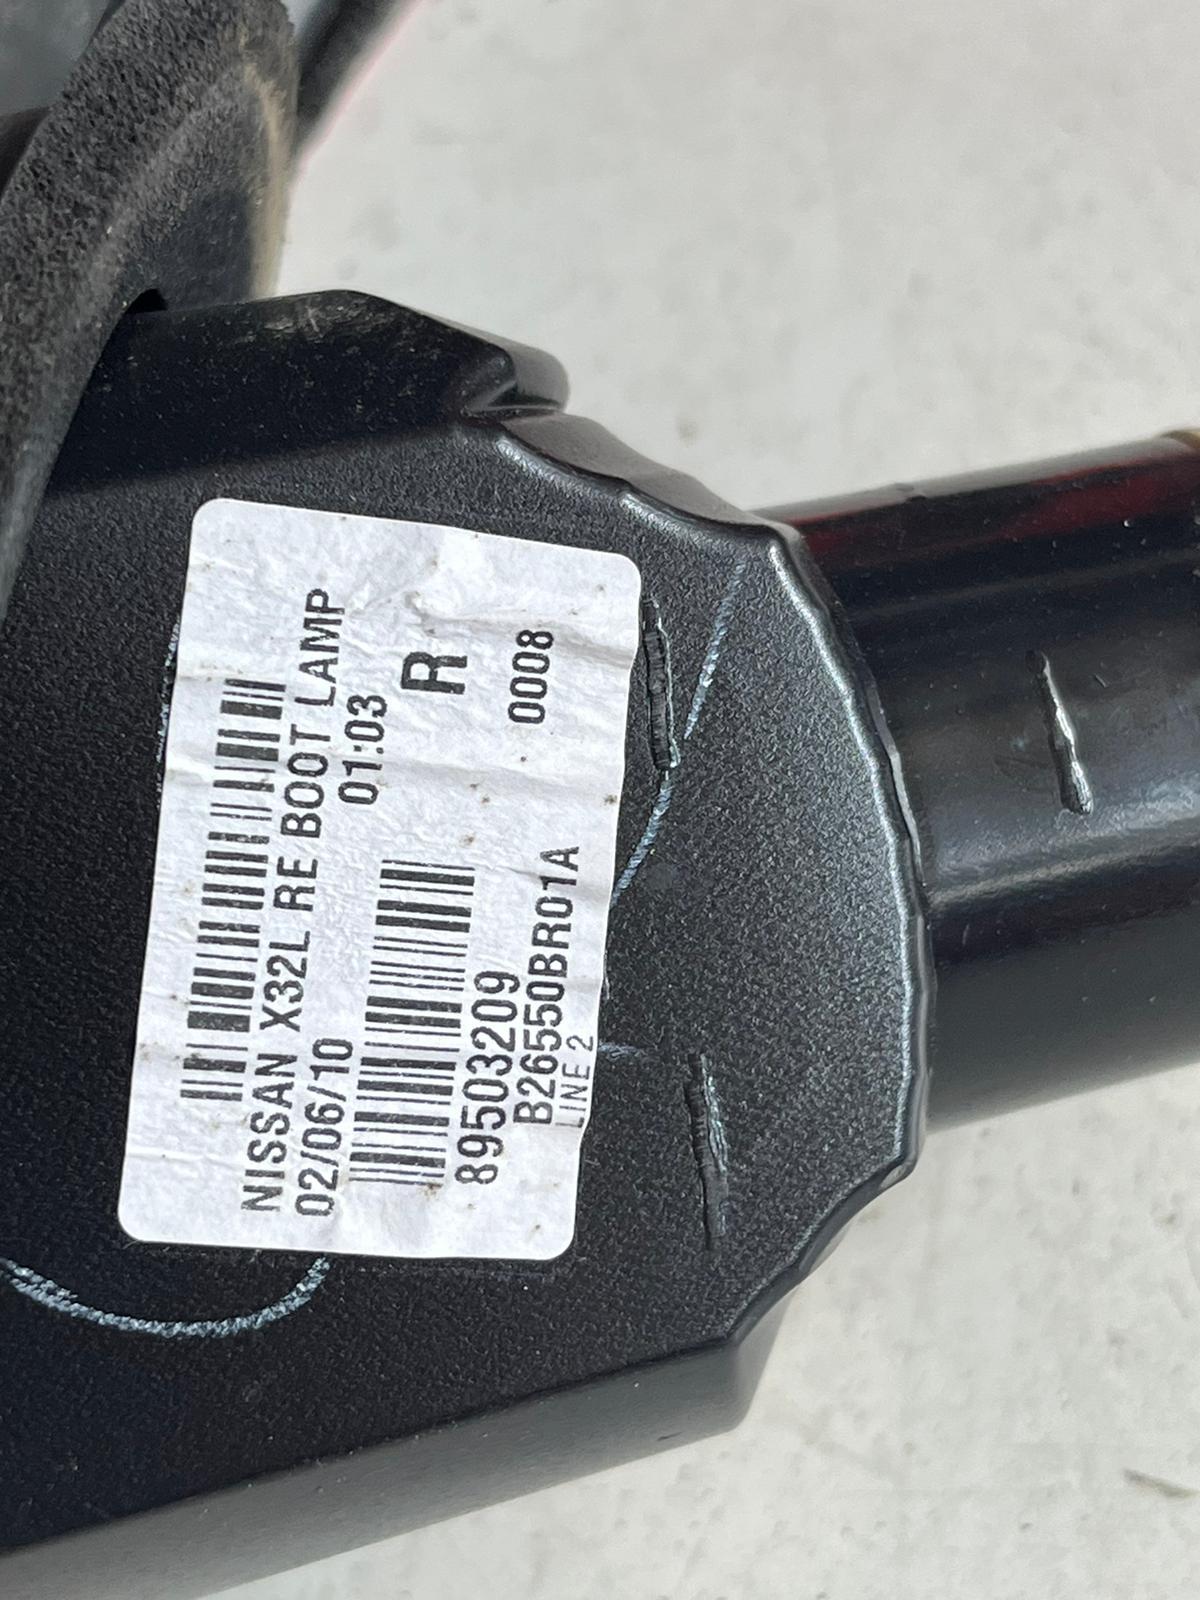 NISSAN X32L RE BOOT LAMP
02/06/10 01:03
R
89503209
B26550BR01A 0008
LINE 2